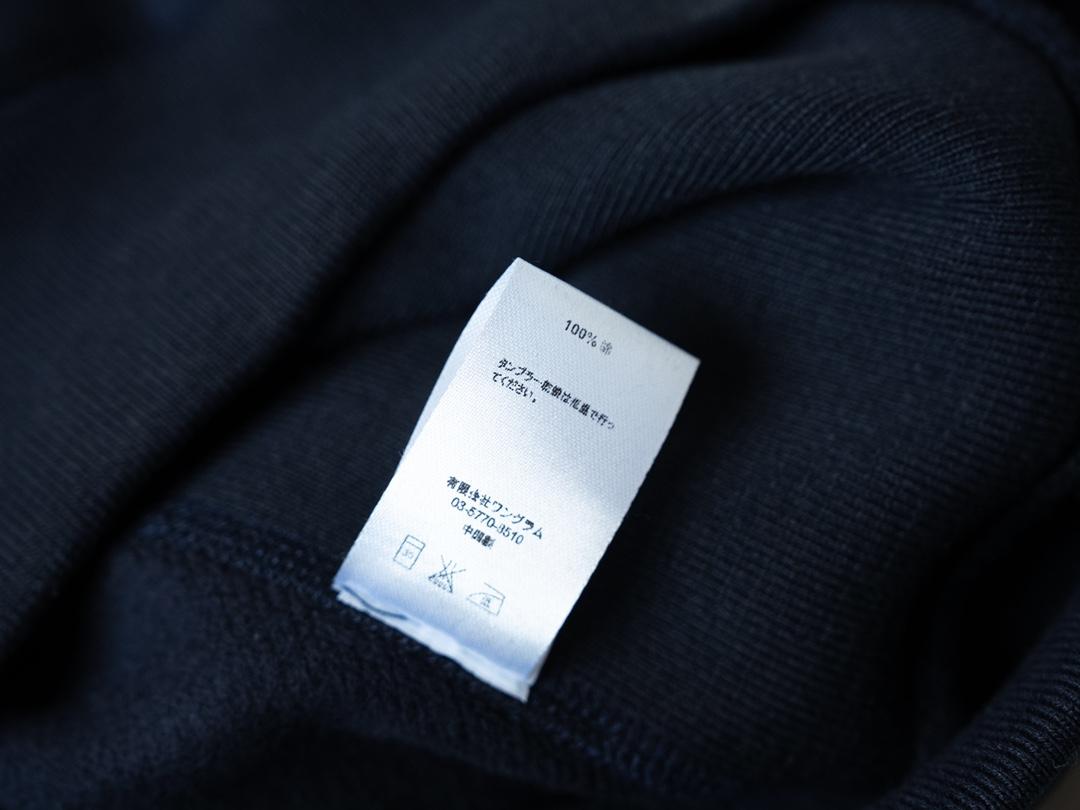 100% 綿
タンブラー乾燥は低温で行っ
てください。
有限会社ワングラム
03-5770-3510
中国製